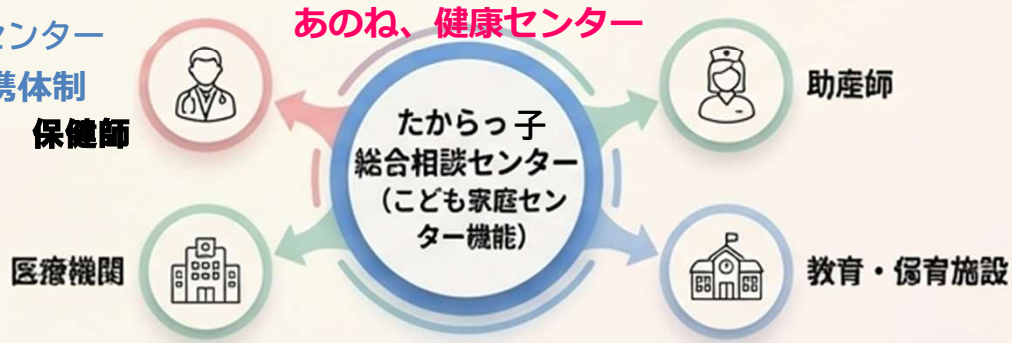 あのね、健康センター
センター
携体制
保健師
助産師
たからっ子
総合相談センター
（こども家庭セン
ター機能）
医療機関
教育・保育施設